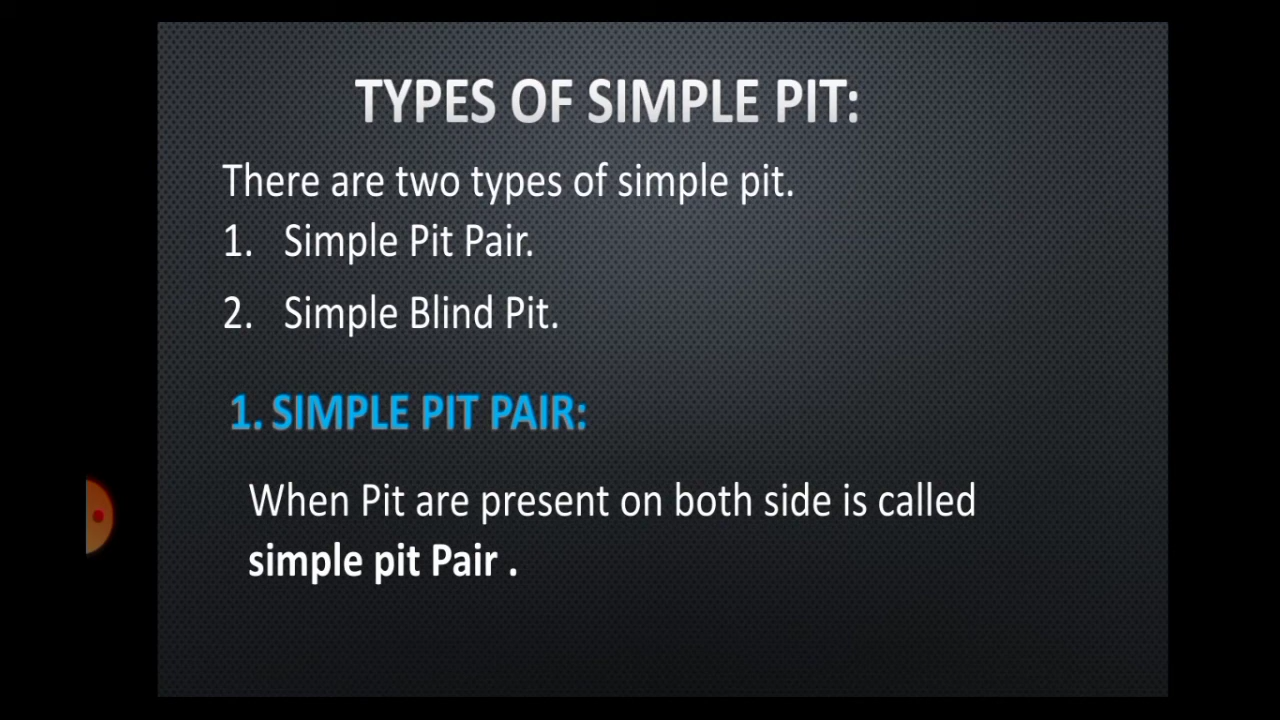 TYPES OF SIMPLE PIT:
There are two types of simple pit.
1. Simple Pit Pair.
2. Simple Blind Pit.
1. SIMPLE PIT PAIR:
When Pit are present on both side is called
simple pit Pair .